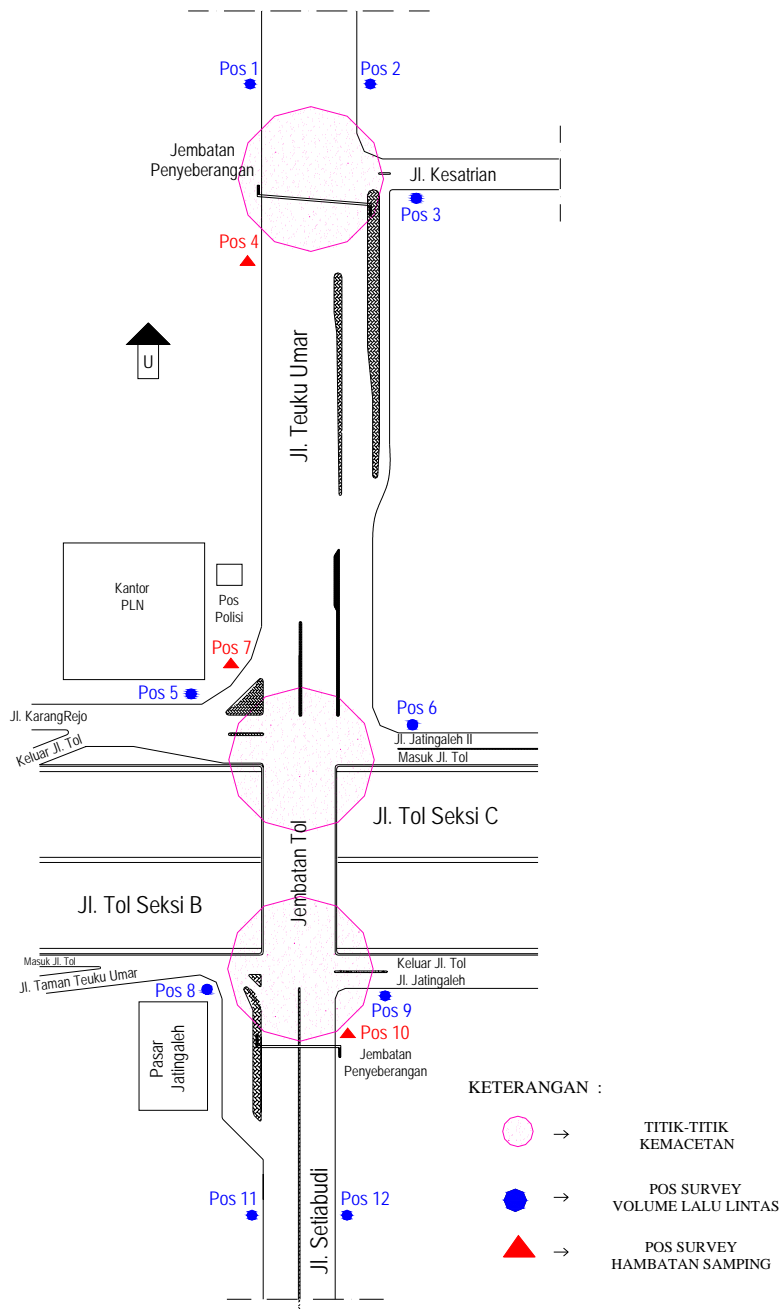 Pos 1
Pos 2
Jembatan
Penyeberangan
Jl. Kesatrian
Pos 3
Pos 4
U
Jl. Teuku Umar
Kantor
PLN
Pos
Polisi
Pos 7
Pos 5
Pos 6
Jl. KarangRejo
Keluar Jl. Tol
Jl. Jatingaleh II
Masuk Jl. Tol
Jl. Tol Seksi C
Jembatan Tol
Jl. Tol Seksi B
Masuk Jl. Tol
Jl. Taman Teuku Umar
Keluar Jl. Tol
Jl. Jatingaleh
Pos 8
Pos 9
Pos 10
Pasar
Jatingaleh
Jembatan
Penyeberangan
KETERANGAN :
→ TITIK-TITIK
KEMACETAN
→ POS SURVEY
VOLUME LALU LINTAS
→ POS SURVEY
HAMBATAN SAMPING
Pos 11
Pos 12
Jl. Setiabudi